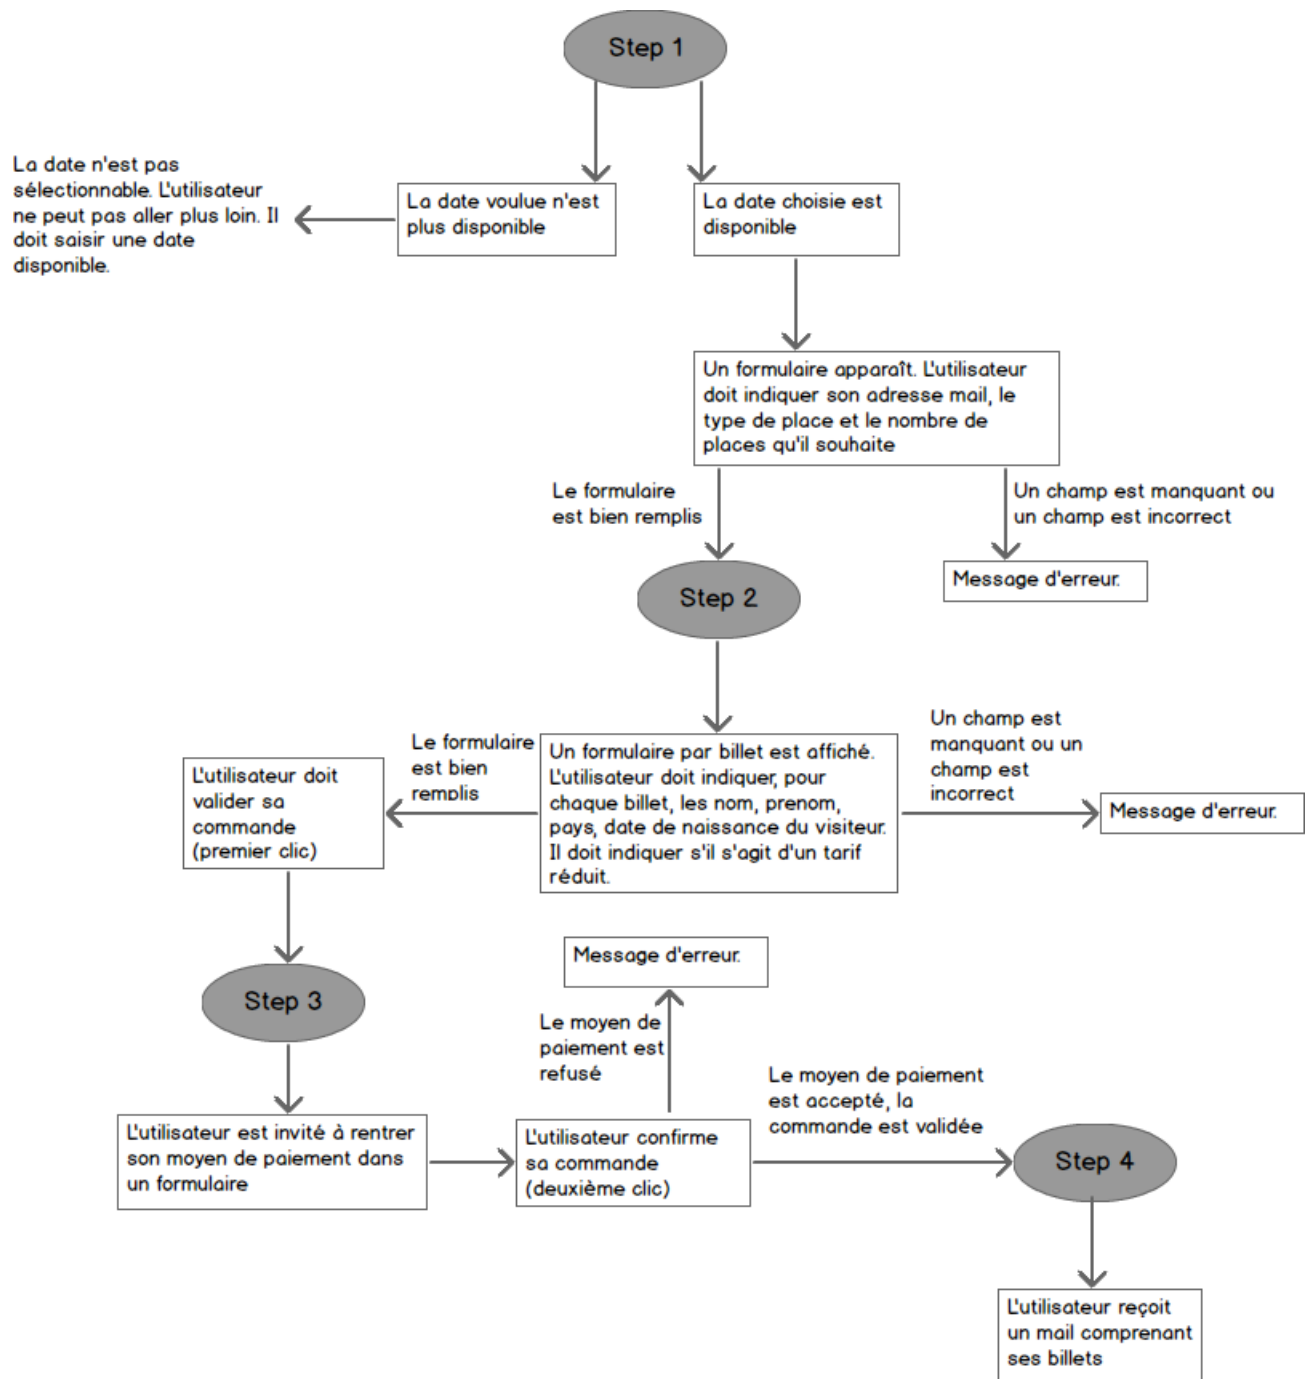 Step 1
La date n'est pas
sélectionnable. L'utilisateur
ne peut pas aller plus loin. Il
doit saisir une date
disponible.
La date voulue n'est
plus disponible
La date choisie est
disponible
Un formulaire apparaît. L'utilisateur
doit indiquer son adresse mail, le
type de place et le nombre de
places qu'il souhaite
Le formulaire
est bien remplis
Un champ est manquant ou
un champ est incorrect
Step 2
Message d'erreur.
Un champ est
manquant ou un
champ est
incorrect
Le formulaire
est bien
remplis
Un formulaire par billet est affiché.
L'utilisateur doit indiquer, pour
chaque billet, les nom, prenom,
pays, date de naissance du visiteur.
Il doit indiquer s'il s'agit d'un tarif
réduit.
L'utilisateur doit
valider sa
commande
(premier clic)
Message d'erreur.
Message d'erreur.
Step 3
Le moyen de
paiement est
refusé
Le moyen de paiement
est accepté, la
commande est validée
L'utilisateur est invité à rentrer
son moyen de paiement dans
un formulaire
L'utilisateur confirme
sa commande
(deuxième clic)
Step 4
L'utilisateur reçoit
un mail comprenant
ses billets